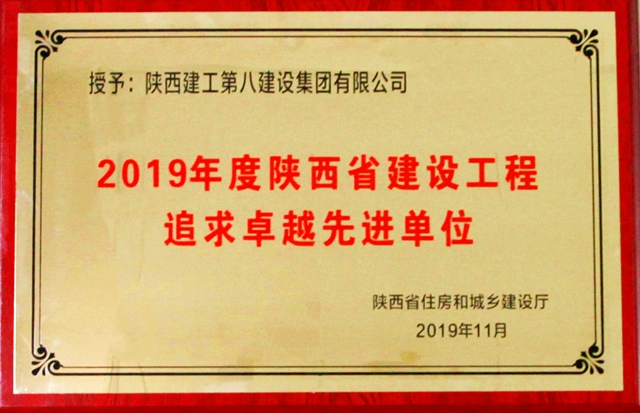 授予：陕西建工第八建设集团有限公司
2019年度陕西省建设工程
追求卓越先进单位
陕西省住房和城乡建设厅
2019年11月